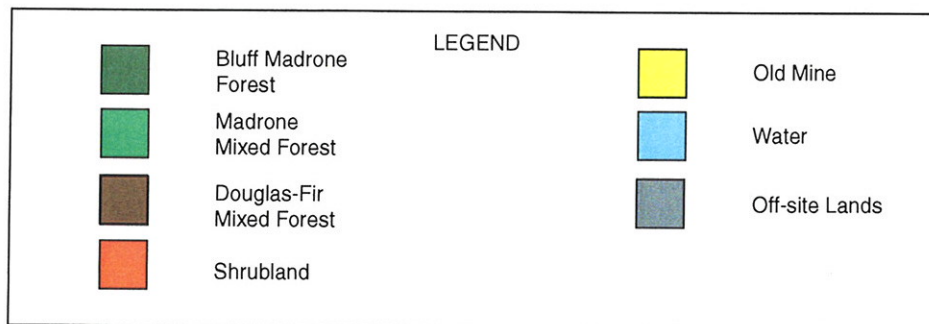 LEGEND
Bluff Madrone
Forest
Madrone
Mixed Forest
Douglas-Fir
Mixed Forest
Shrubland
Old Mine
Water
Off-site Lands